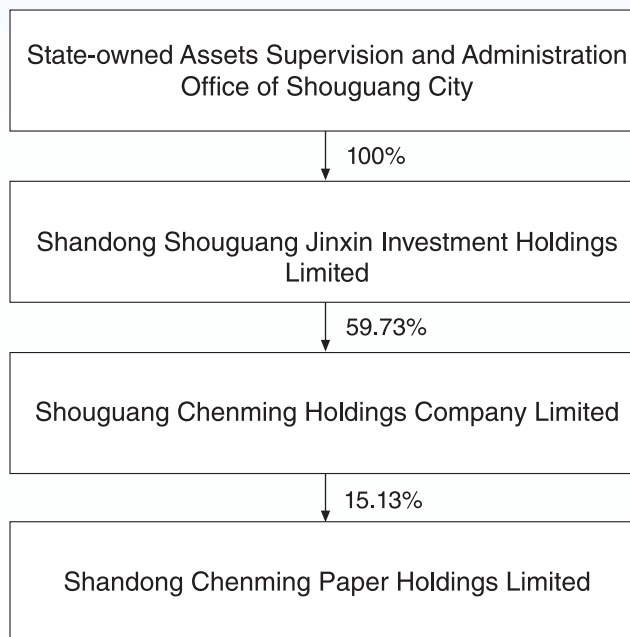 State-owned Assets Supervision and Administration
Office of Shouguang City
100%
Shandong Shouguang Jinxin Investment Holdings
Limited
59.73%
Shouguang Chenming Holdings Company Limited
15.13%
Shandong Chenming Paper Holdings Limited